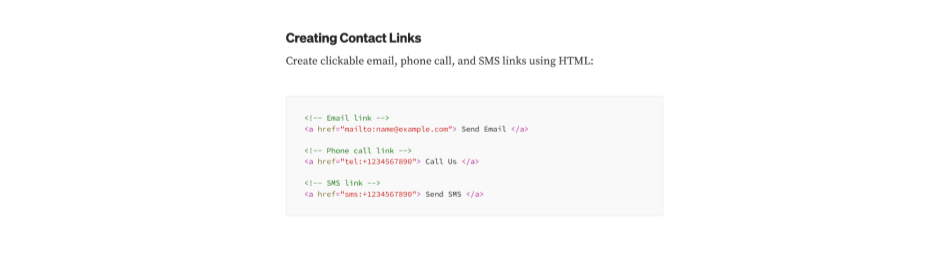 Creating Contact Links
Create clickable email, phone call, and SMS links using HTML:
<!-- Email link -->
<a href="mailto:name@example.com"> Send Email </a>
<!-- Phone call link -->
<a href="tel:+1234567890"> Call Us </a>
<!-- SMS link -->
<a href="sms:+1234567890"> Send SMS </a>